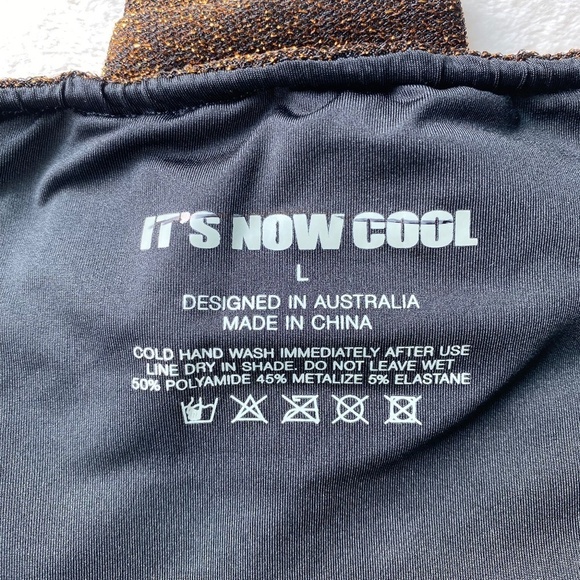 IT'S NOW COOL
L
DESIGNED IN AUSTRALIA
MADE IN CHINA
COLD HAND WASH IMMEDIATELY AFTER USE
LINE DRY IN SHADE. DO NOT LEAVE WET
50% POLYAMIDE 45% METALIZE 5% ELASTANE